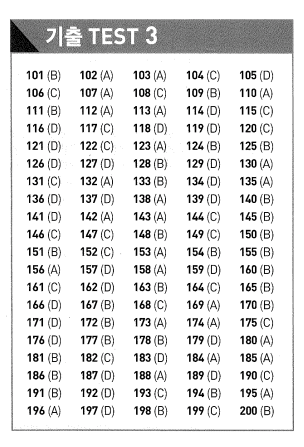 기출 TEST 3
101 (B) 102 (A) 103 (A) 104 (C) 105 (D)
106 (C) 107 (A) 108 (C) 109 (B) 110 (A)
111 (B) 112 (A) 113 (A) 114 (D) 115 (C)
116 (D) 117 (C) 118 (D) 119 (D) 120 (C)
121 (D) 122 (C) 123 (A) 124 (B) 125 (B)
126 (D) 127 (D) 128 (B) 129 (D) 130 (A)
131 (C) 132 (A) 133 (B) 134 (D) 135 (A)
136 (D) 137 (D) 138 (A) 139 (D) 140 (B)
141 (D) 142 (A) 143 (A) 144 (C) 145 (B)
146 (C) 147 (C) 148 (B) 149 (C) 150 (B)
151 (B) 152 (C) 153 (A) 154 (B) 155 (B)
156 (A) 157 (D) 158 (A) 159 (D) 160 (B)
161 (C) 162 (D) 163 (B) 164 (C) 165 (B)
166 (D) 167 (B) 168 (C) 169 (A) 170 (B)
171 (D) 172 (B) 173 (A) 174 (A) 175 (C)
176 (D) 177 (B) 178 (B) 179 (D) 180 (A)
181 (B) 182 (C) 183 (D) 184 (A) 185 (A)
186 (B) 187 (D) 188 (A) 189 (D) 190 (C)
191 (B) 192 (D) 193 (C) 194 (B) 195 (A)
196 (A) 197 (D) 198 (B) 199 (C) 200 (B)